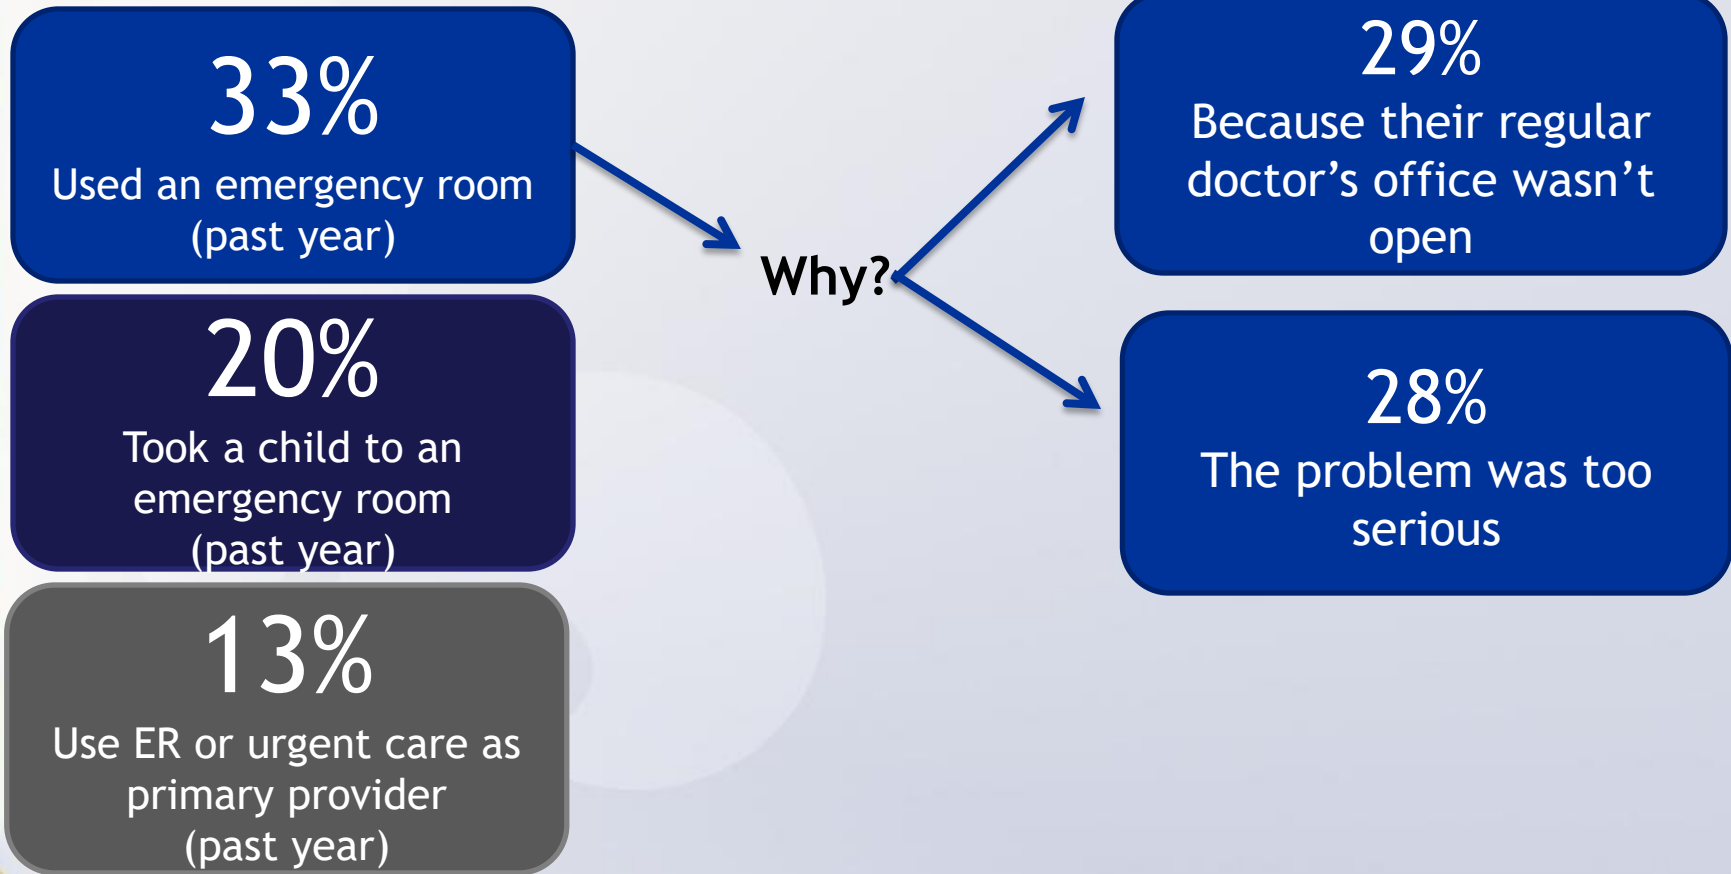 33%
Used an emergency room
(past year)
20%
Took a child to an
emergency room
(past year)
13%
Use ER or urgent care as
primary provider
(past year)
Why?
29%
Because their regular
doctor’s office wasn’t
open
28%
The problem was too
serious